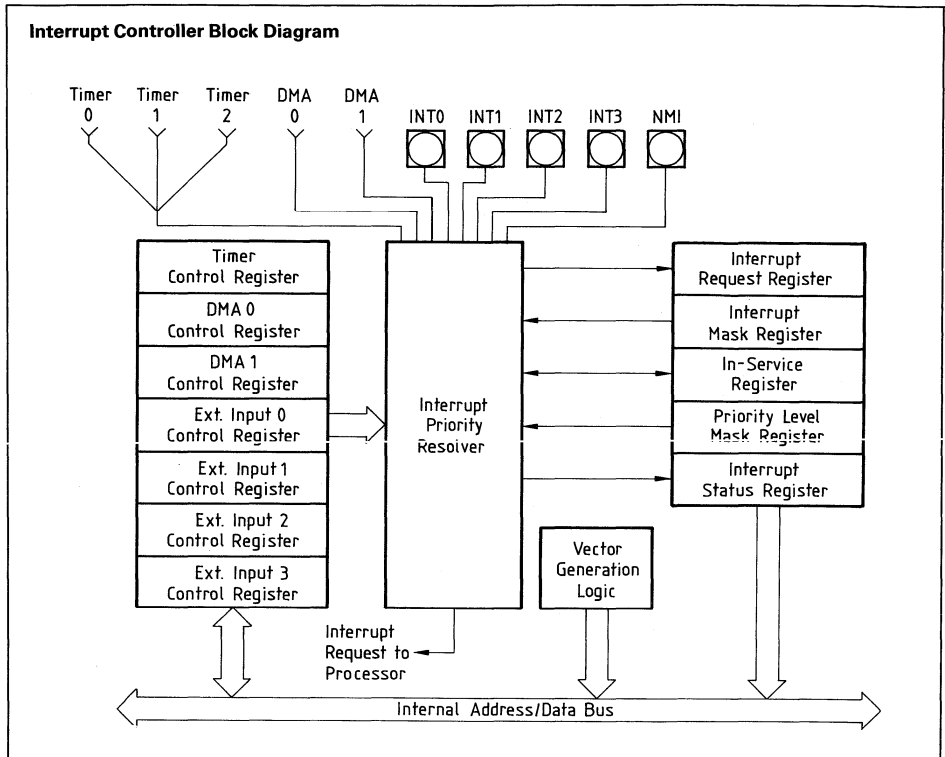 Interrupt Controller Block Diagram
Timer 0
Timer 1
Timer 2
DMA 0
DMA 1
INT0
INT1
INT2
INT3
NMI
Timer
Control Register
DMA 0
Control Register
DMA 1
Control Register
Ext. Input 0
Control Register
Ext. Input 1
Control Register
Ext. Input 2
Control Register
Ext. Input 3
Control Register
Interrupt
Priority
Resolver
Interrupt
Request Register
Interrupt
Mask Register
In-Service
Register
Priority Level
Mask Register
Interrupt
Status Register
Vector
Generation
Logic
Interrupt
Request to
Processor
Internal Address/Data Bus